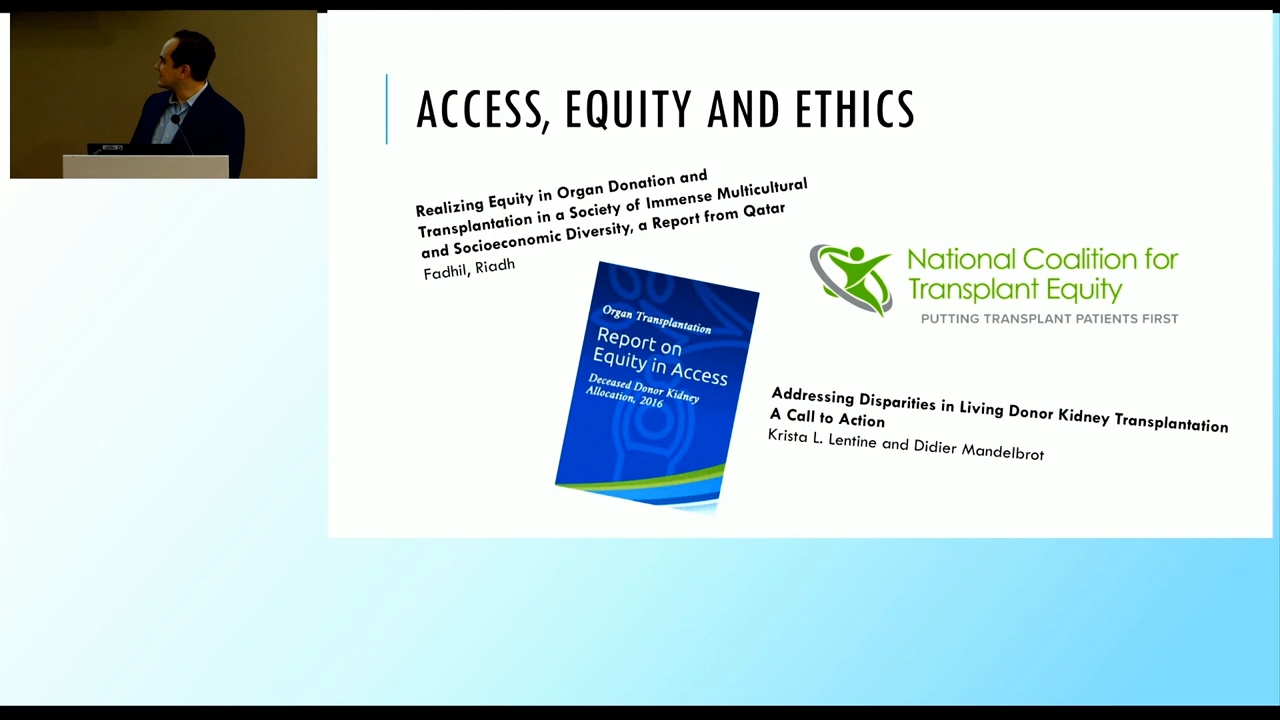 ACCESS, EQUITY AND ETHICS
Realizing Equity in Organ Donation and
Transplantation in a Society of Immense Multicultural
and Socioeconomic Diversity, a Report from Qatar
Fadhil, Riadh
National Coalition for
Transplant Equity
PUTTING TRANSPLANT PATIENTS FIRST
Organ Transplantation
Report on
Equity in Access
Deceased Donor Kidney
Allocation, 2016
Addressing Disparities in Living Donor Kidney Transplantation
A Call to Action
Krista L. Lentine and Didier Mandelbrot